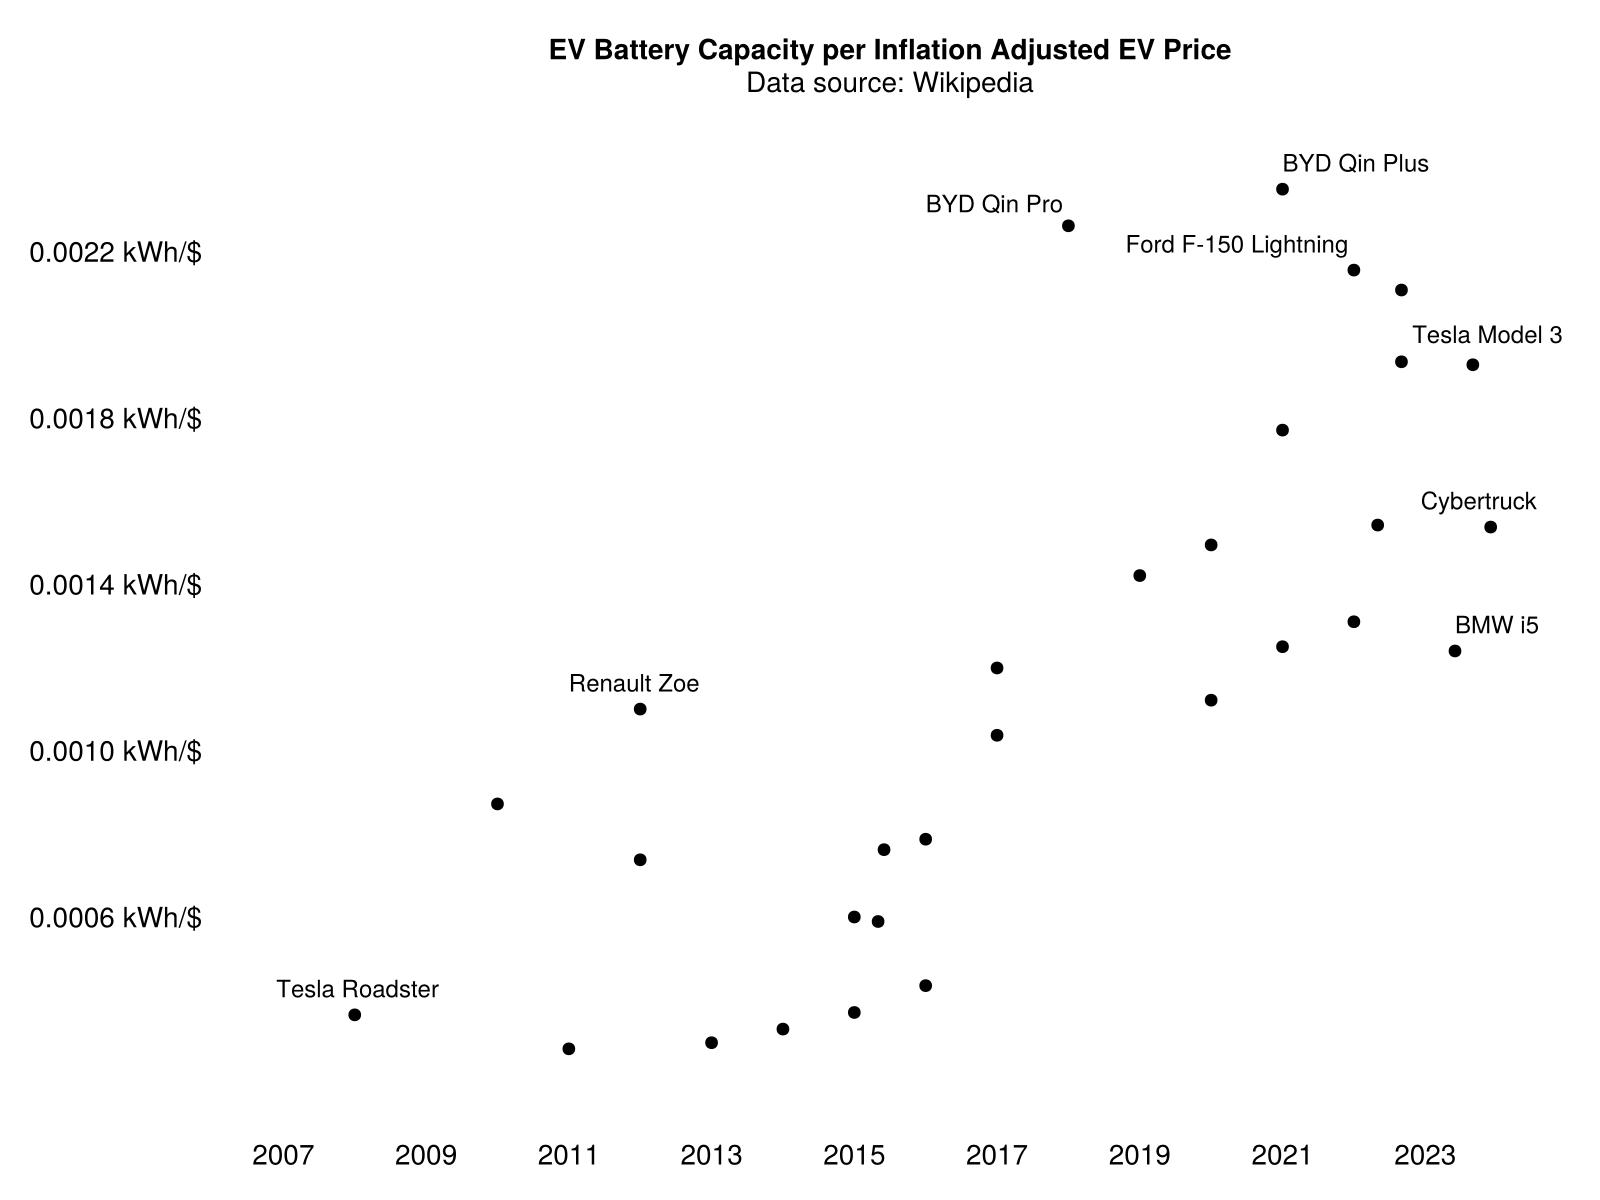 EV Battery Capacity per Inflation Adjusted EV Price
Data source: Wikipedia
BYD Qin Plus
BYD Qin Pro
Ford F-150 Lightning
0.0022 kWh/$
Tesla Model 3
0.0018 kWh/$
Cybertruck
0.0014 kWh/$
BMW i5
Renault Zoe
0.0010 kWh/$
0.0006 kWh/$
Tesla Roadster
2007 2009 2011 2013 2015 2017 2019 2021 2023